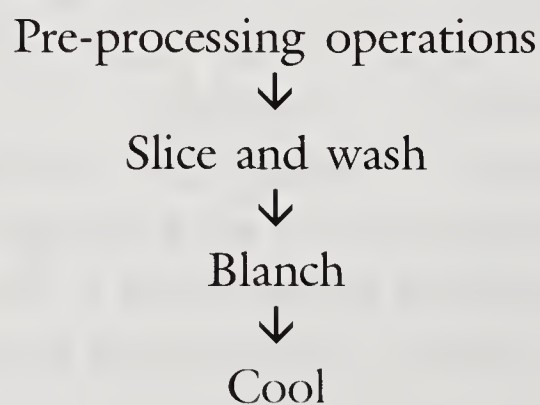 Pre-processing operations
↓
Slice and wash
↓
Blanch
↓
Cool